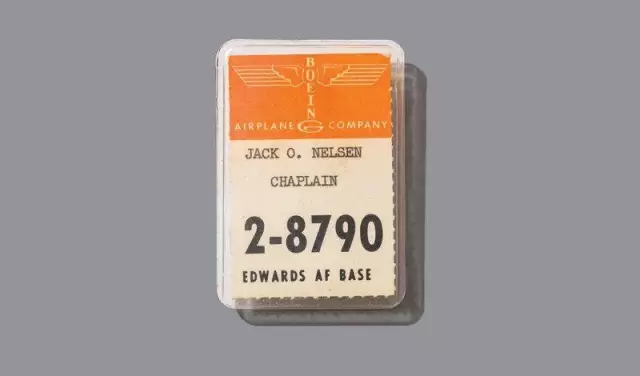 BOEING
AIRPLANE COMPANY
JACK O. NELSEN
CHAPLAIN
2-8790
EDWARDS AF BASE